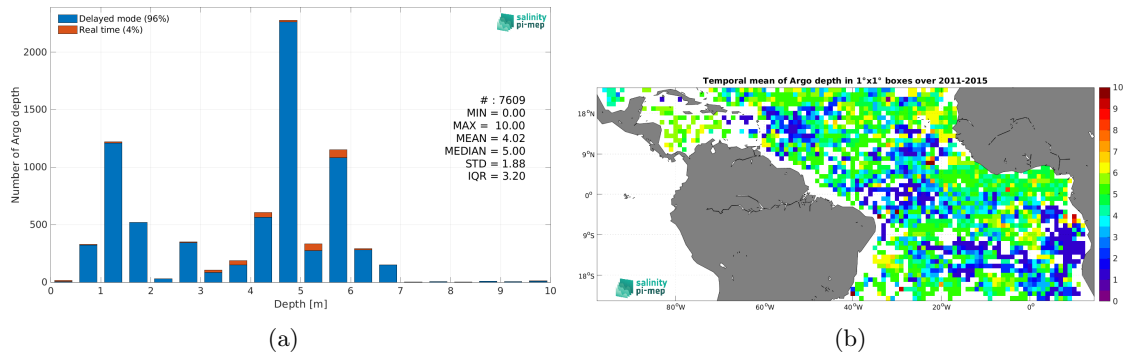 Delayed mode (96%)
Real time (4%)
salinity
pi-mep
Number of Argo depth
2000
1500
1000
500
0
# : 7609
MIN = 0.00
MAX = 10.00
MEAN = 4.02
MEDIAN = 5.00
STD = 1.88
IQR = 3.20
0 1 2 3 4 5 6 7 8 9 10
Depth [m]
(a)
Temporal mean of Argo depth in 1°x1° boxes over 2011-2015
18°N
9°N
0°
9°S
18°S
80°W 60°W 40°W 20°W 0°
salinity
pi-mep
10
9
8
7
6
5
4
3
2
1
0
(b)